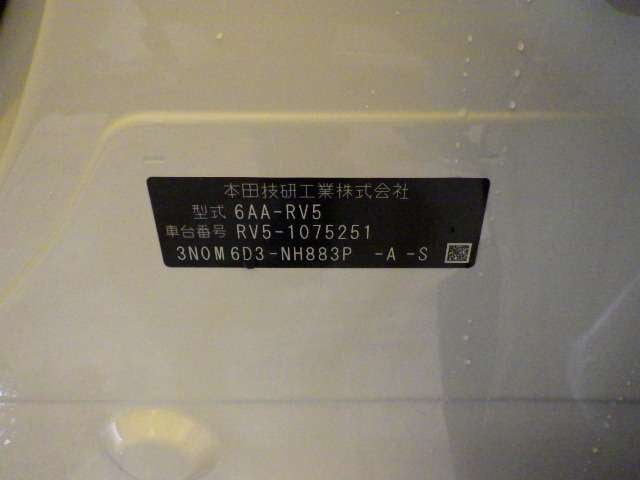 本田技研工業株式会社
型式 6AA-RV5
車台番号 RV5-1075251
3N0M6D3-NH883P -A -S